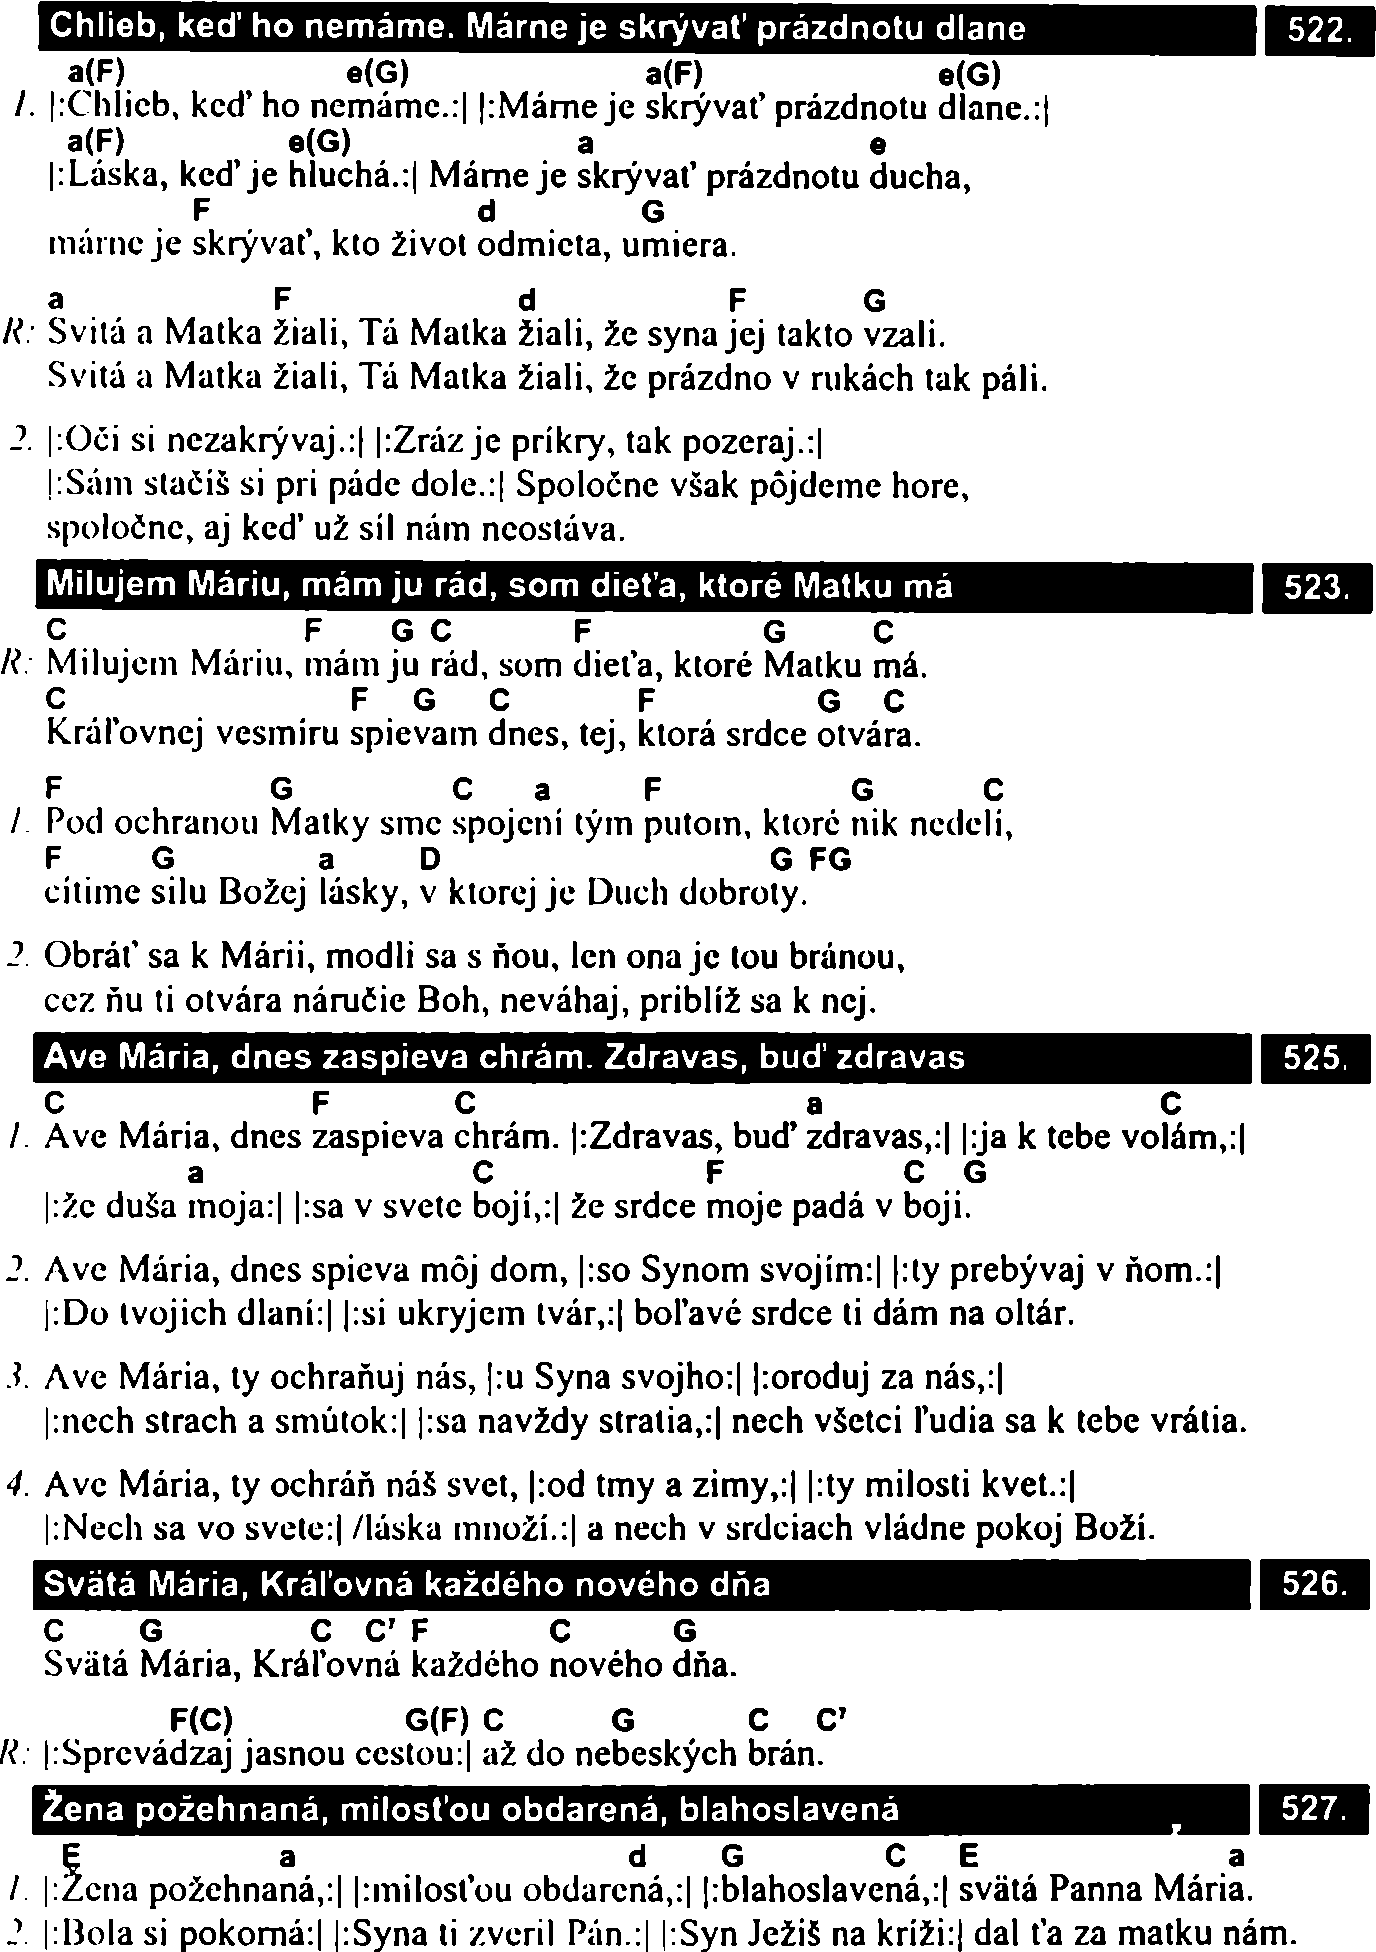 Chlieb, keď ho nemáme. Márne je skrývať prázdnotu dlane 522.
a(F) e(G) a(F) e(G)
1. |:Chlieb, keď ho nemáme.:| |:Márne je skrývať prázdnotu dlane.:|
a(F) e(G) a e
|:Láska, keď je hluchá.:| Márne je skrývať prázdnotu ducha,
F d G
márne je skrývať, kto život odmieta, umiera.
a F d F G
R: Svitá a Matka žiali, Tá Matka žiali, že syna jej takto vzali.
Svitá a Matka žiali, Tá Matka žiali, že prázdno v rukách tak páli.
2. |:Oči si nezakrývaj.:| |:Zráz je príkry, tak pozeraj.:|
|:Sám stačíš si pri páde dole.:| Spoločne však pôjdeme hore,
spoločne, aj keď už síl nám neostáva.
Milujem Máriu, mám ju rád, som dieťa, ktoré Matku má 523.
C F G C F G C
R: Milujem Máriu, mám ju rád, som dieťa, ktoré Matku má.
C F G C F G C
Kráľovnej vesmíru spievam dnes, tej, ktorá srdce otvára.
F G C a F G C
1. Pod ochranou Matky sme spojení tým putom, ktoré nik nedelí,
F G a D G FG
cítime silu Božej lásky, v ktorej je Duch dobroty.
2. Obráť sa k Márii, modli sa s ňou, len ona je tou bránou,
cez ňu ti otvára náručie Boh, neváhaj, priblíž sa k nej.
Ave Mária, dnes zaspieva chrám. Zdravas, buď zdravas 525.
C F C a C
1. Ave Mária, dnes zaspieva chrám. |:Zdravas, buď zdravas,:| |:ja k tebe volám,:|
a C F C G
|:že duša moja:| |:sa v svete bojí,:| že srdce moje padá v boji.
2. Ave Mária, dnes spieva môj dom, |:so Synom svojím:| |:ty prebývaj v ňom.:|
|:Do tvojich dlaní:| |:si ukryjem tvár,:| boľavé srdce ti dám na oltár.
3. Ave Mária, ty ochraňuj nás, |:u Syna svojho:| |:oroduj za nás,:|
|:nech strach a smútok:| |:sa navždy stratia,:| nech všetci ľudia sa k tebe vrátia.
4. Ave Mária, ty ochráň náš svet, |:od tmy a zimy,:| |:ty milosti kvet.:|
|:Nech sa vo svete:| /láska množí.:| a nech v srdciach vládne pokoj Boží.
Svätá Mária, Kráľovná každého nového dňa 526.
C G C C' F C G
Svätá Mária, Kráľovná každého nového dňa.
F(C) G(F) C G C C'
R: |:Sprevádzaj jasnou cestou:| až do nebeských brán.
Žena požehnaná, milosťou obdarená, blahoslavená 527.
E a d G C E a
1. |:Žena požehnaná,:| |:milosťou obdarená,:| |:blahoslavená,:| svätá Panna Mária.
2. |:Bola si pokorná:| |:Syna ti zveril Pán.:| |:Syn Ježiš na kríži:| dal ťa za matku nám.